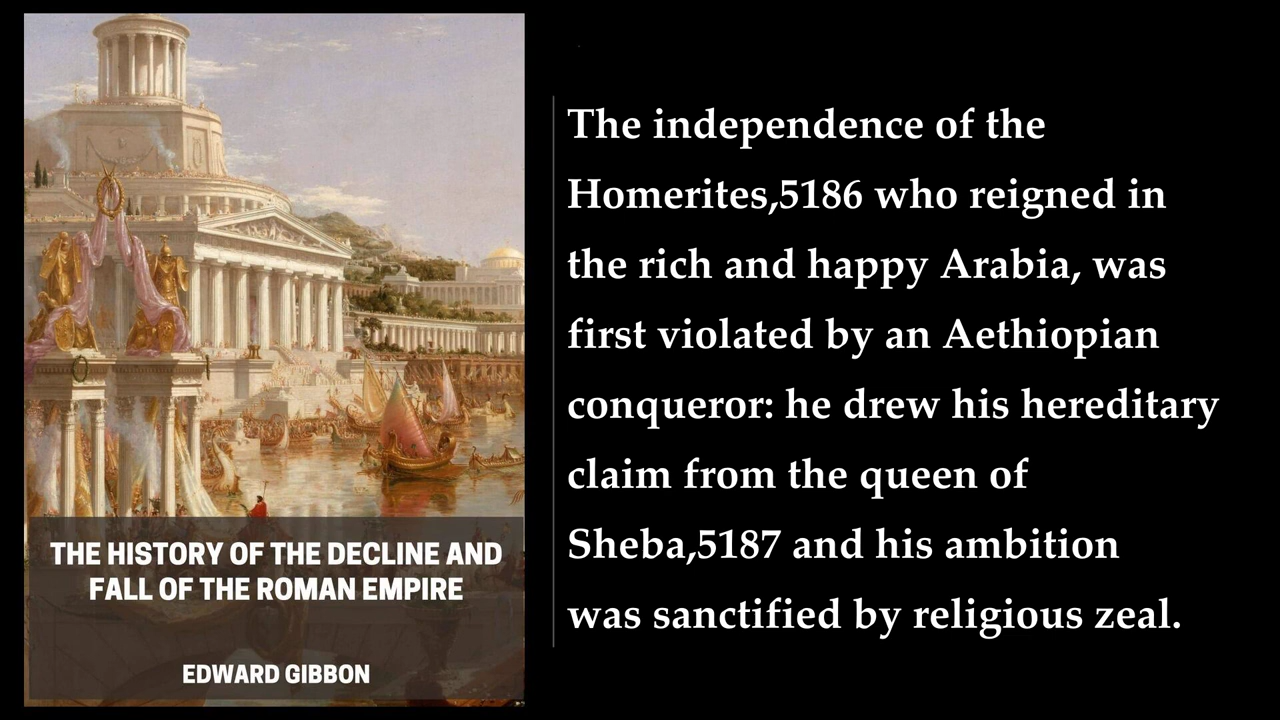 THE HISTORY OF THE DECLINE AND
FALL OF THE ROMAN EMPIRE
EDWARD GIBBON
The independence of the
Homerites,5186 who reigned in
the rich and happy Arabia, was
first violated by an Aethiopian
conqueror: he drew his hereditary
claim from the queen of
Sheba,5187 and his ambition
was sanctified by religious zeal.